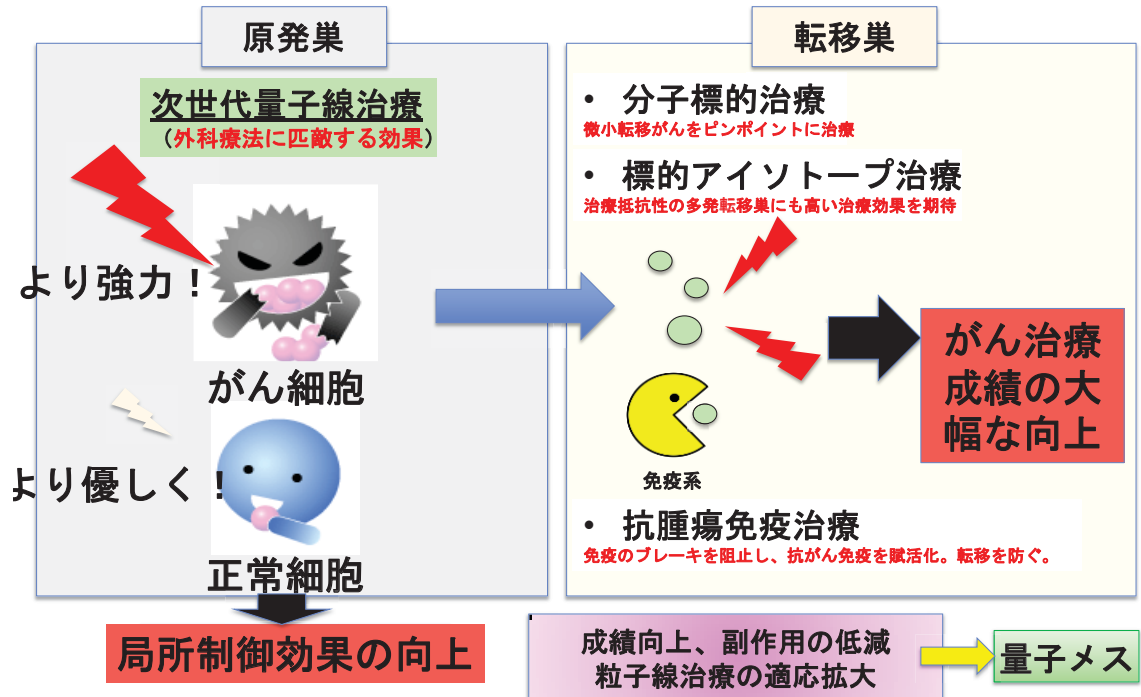 原発巣
次世代量子線治療
（外科療法に匹敵する効果）
より強力！
がん細胞
より優しく！
正常細胞
局所制御効果の向上
転移巣
• 分子標的治療
微小転移がんをピンポイントに治療
• 標的アイソトープ治療
治療抵抗性の多発転移巣にも高い治療効果を期待
免疫系
• 抗腫瘍免疫治療
免疫のブレーキを阻止し、抗がん免疫を賦活化。転移を防ぐ。
がん治療
成績の大
幅な向上
成績向上、副作用の低減
粒子線治療の適応拡大
量子メス